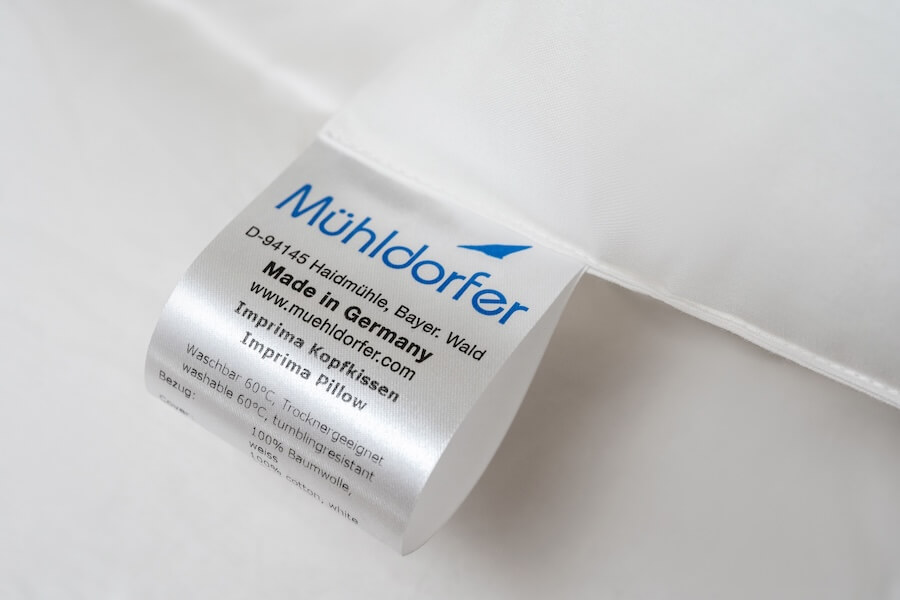 Mühldorfer
D-94145 Haidmühle, Bayer. Wald
Made in Germany
www.muehldorfer.com
Imprima Kopfkissen
Imprima Pillow
Waschbar 60°C, Trocknergeeignet
washable 60°C, tumblingresistant
Bezug:
100% Baumwolle,
weiss
Cover:
100% cotton, white